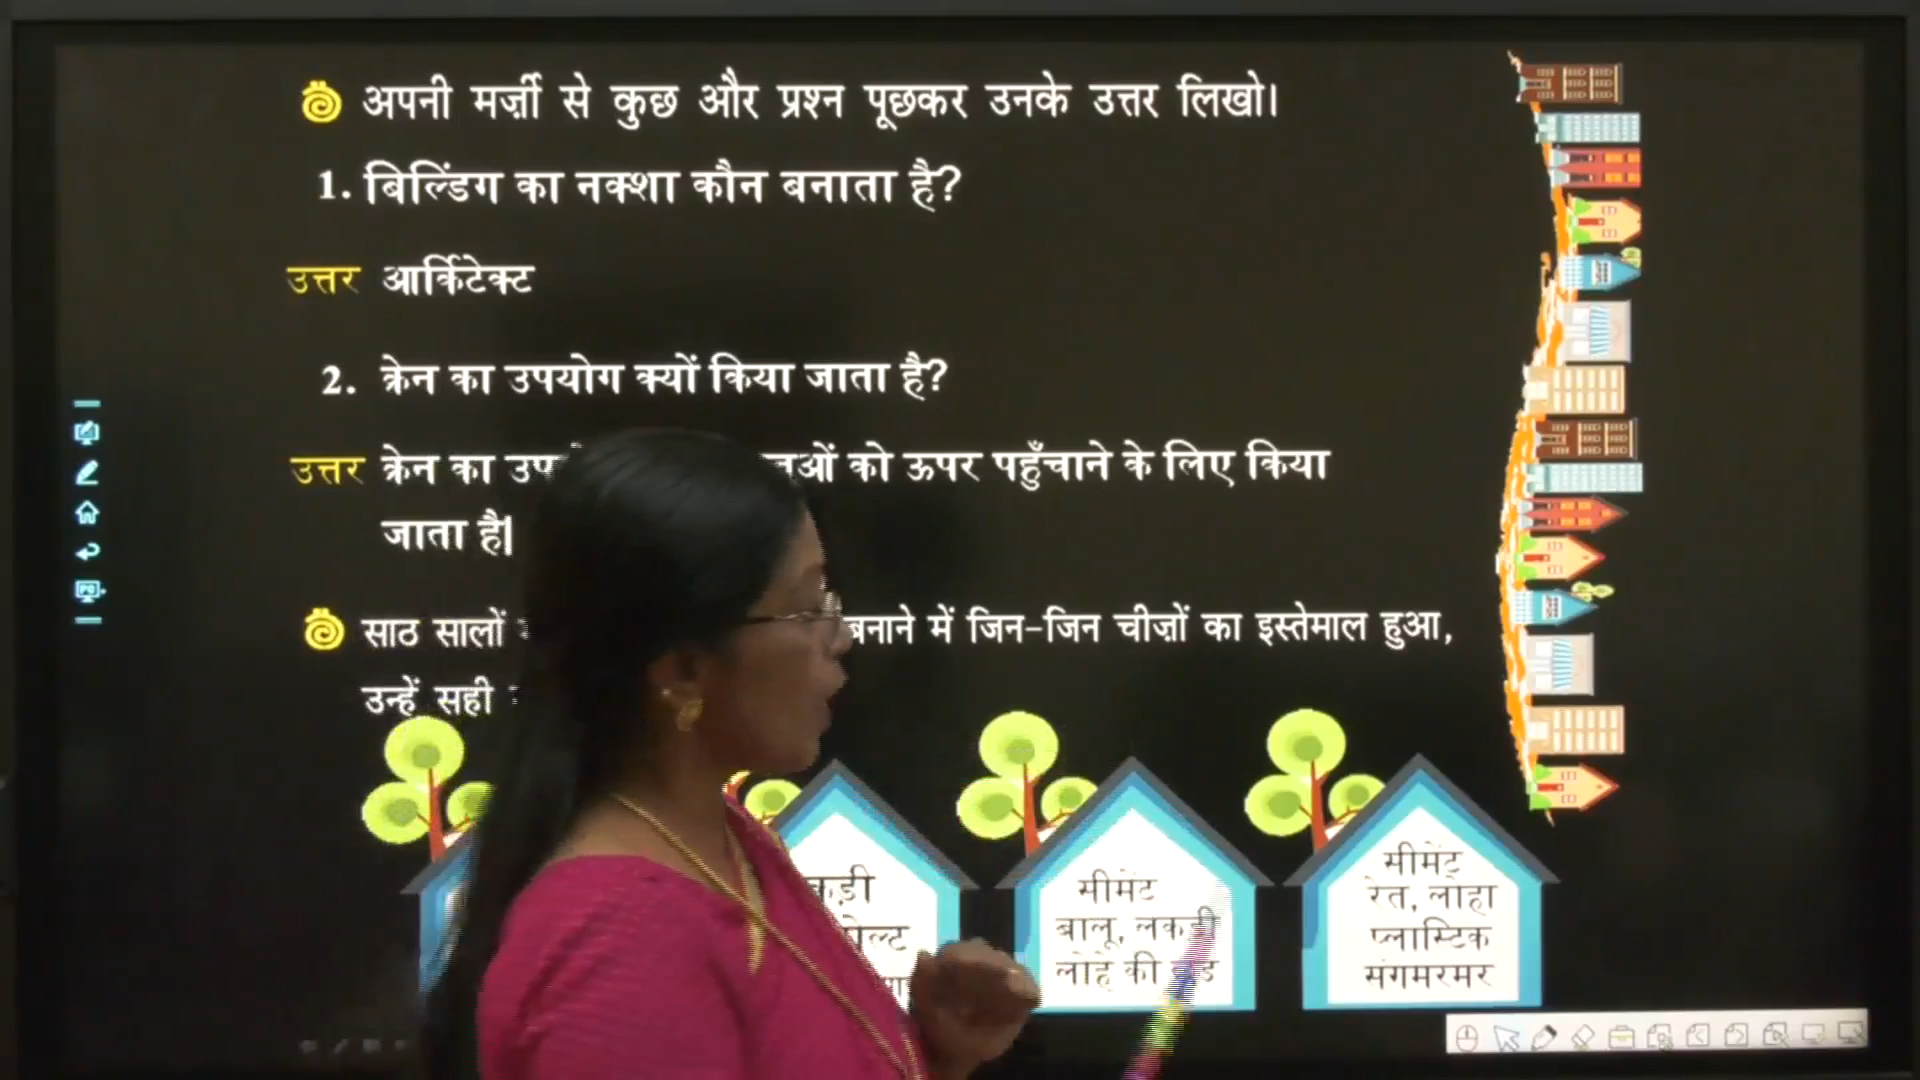 अपनी मर्ज़ी से कुछ और प्रश्न पूछकर उनके उत्तर लिखो।
1. बिल्डिंग का नक्शा कौन बनाता है?
उत्तर आर्किटेक्ट
2. क्रेन का उपयोग क्यों किया जाता है?
उत्तर क्रेन का को ऊपर पहुँचाने के लिए किया
जाता है|
साठ सालों बनाने में जिन-जिन चीज़ों का इस्तेमाल हुआ,
उन्हें सही
सीमेंट
बालू, लकड़ी
लोहे की
सीमेंट
रेत, लोहा
प्लास्टिक
संगमरमर